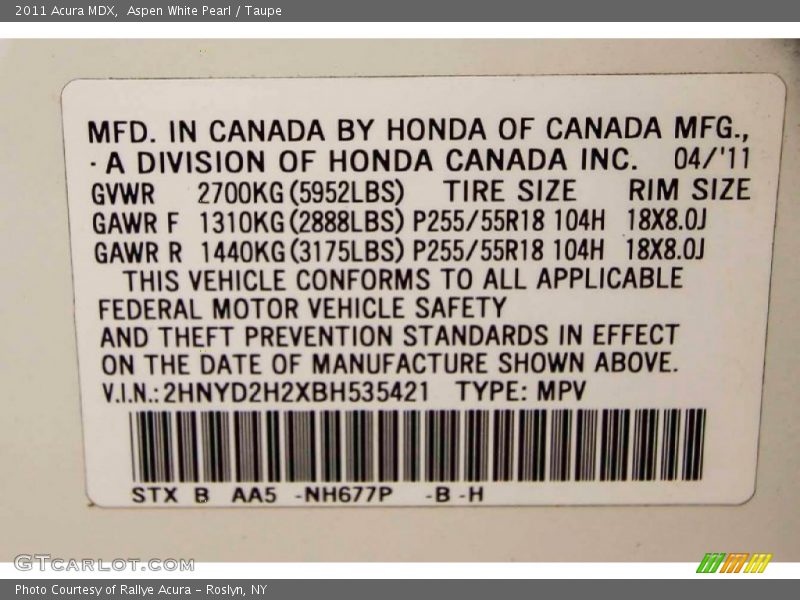 2011 Acura MDX,  Aspen White Pearl / Taupe
MFD. IN CANADA BY HONDA OF CANADA MFG.,
A DIVISION OF HONDA CANADA INC. 04/'11
GVWR 2700KG (5952LBS) TIRE SIZE RIM SIZE
GAWR F 1310KG (2888LBS) P255/55R18 104H 18X8.0J
GAWR R 1440KG (3175LBS) P255/55R18 104H 18X8.0J
THIS VEHICLE CONFORMS TO ALL APPLICABLE
FEDERAL MOTOR VEHICLE SAFETY
AND THEFT PREVENTION STANDARDS IN EFFECT
ON THE DATE OF MANUFACTURE SHOWN ABOVE.
V.I.N.: 2HNYD2H2XBH535421 TYPE: MPV
STX B AA5 -NH677P -B -H
GTCARLOT.COM
Photo Courtesy of Rallye Acura – Roslyn, NY